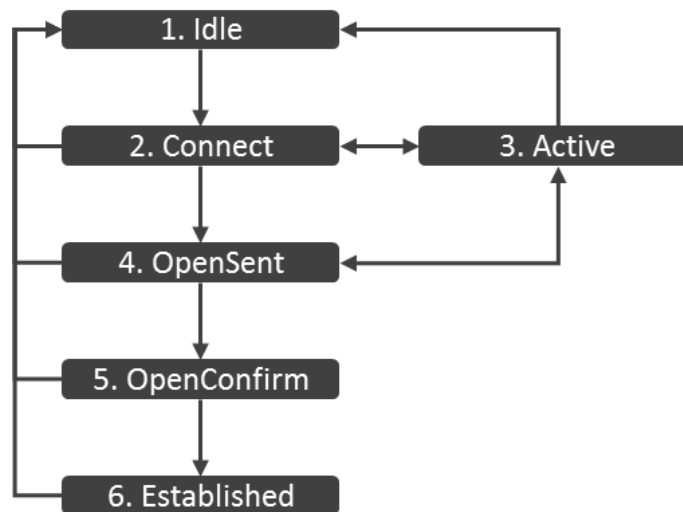 1. Idle
2. Connect
3. Active
4. OpenSent
5. OpenConfirm
6. Established